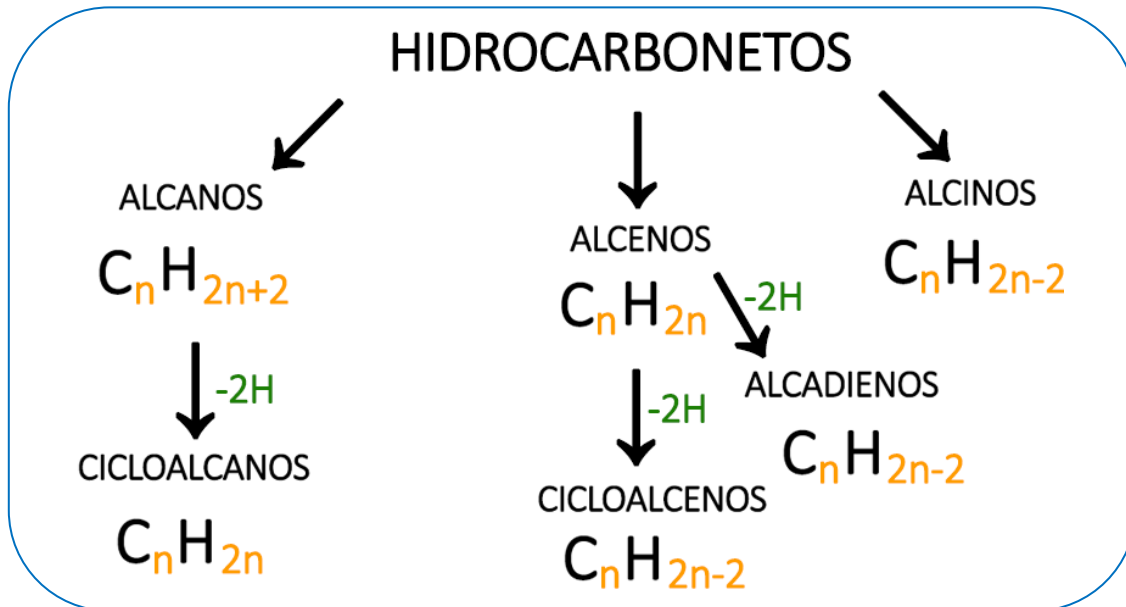 HIDROCARBONETOS
ALCANOS
CnH2n+2
-2H
CICLOALCANOS
CnH2n
ALCENOS
CnH2n
-2H
CICLOALCENOS
CnH2n-2
-2H
ALCADIENOS
CnH2n-2
ALCINOS
CnH2n-2